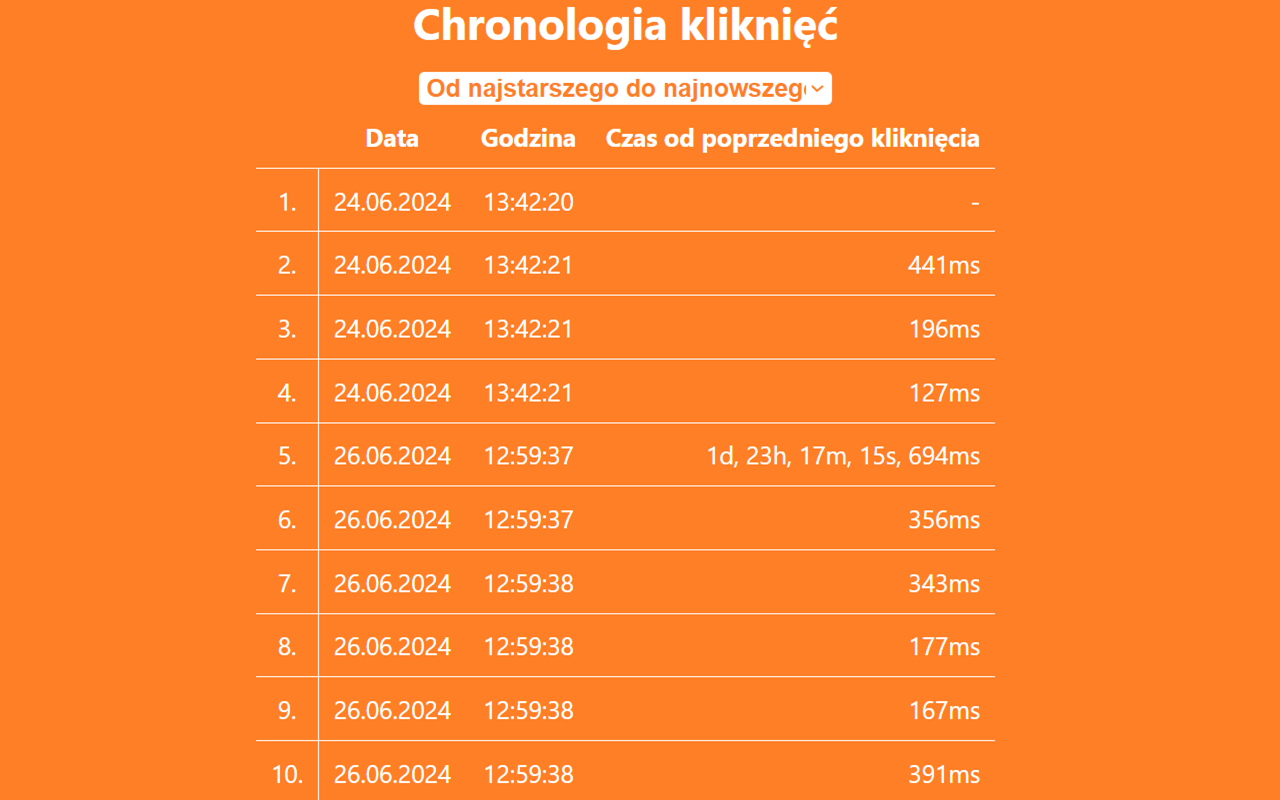 Chronologia kliknięć
Od najstarszego do najnowszeg
Data Godzina Czas od poprzedniego kliknięcia
1. 24.06.2024 13:42:20 -
2. 24.06.2024 13:42:21 441ms
3. 24.06.2024 13:42:21 196ms
4. 24.06.2024 13:42:21 127ms
5. 26.06.2024 12:59:37 1d, 23h, 17m, 15s, 694ms
6. 26.06.2024 12:59:37 356ms
7. 26.06.2024 12:59:38 343ms
8. 26.06.2024 12:59:38 177ms
9. 26.06.2024 12:59:38 167ms
10. 26.06.2024 12:59:38 391ms